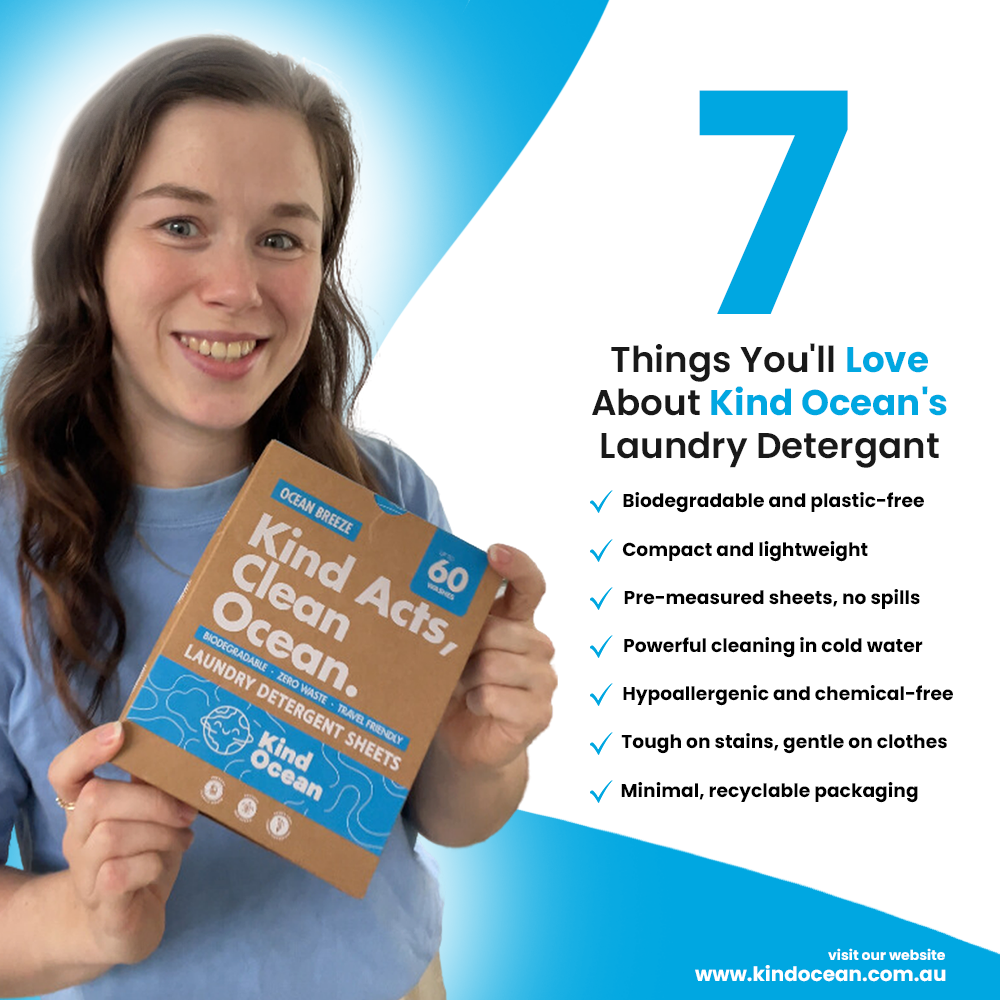 7
Things You'll Love
About Kind Ocean's
Laundry Detergant
Biodegradable and plastic-free
Compact and lightweight
Pre-measured sheets, no spills
Powerful cleaning in cold water
Hypoallergenic and chemical-free
Tough on stains, gentle on clothes
Minimal, recyclable packaging
OCEAN BREEZE
UP TO
60
WASHES
Kind Acts,
Clean
Ocean.
BIODEGRADABLE · ZERO WASTE · TRAVEL FRIENDLY
LAUNDRY DETERGENT SHEETS
Kind
Ocean
visit our website
www.kindocean.com.au